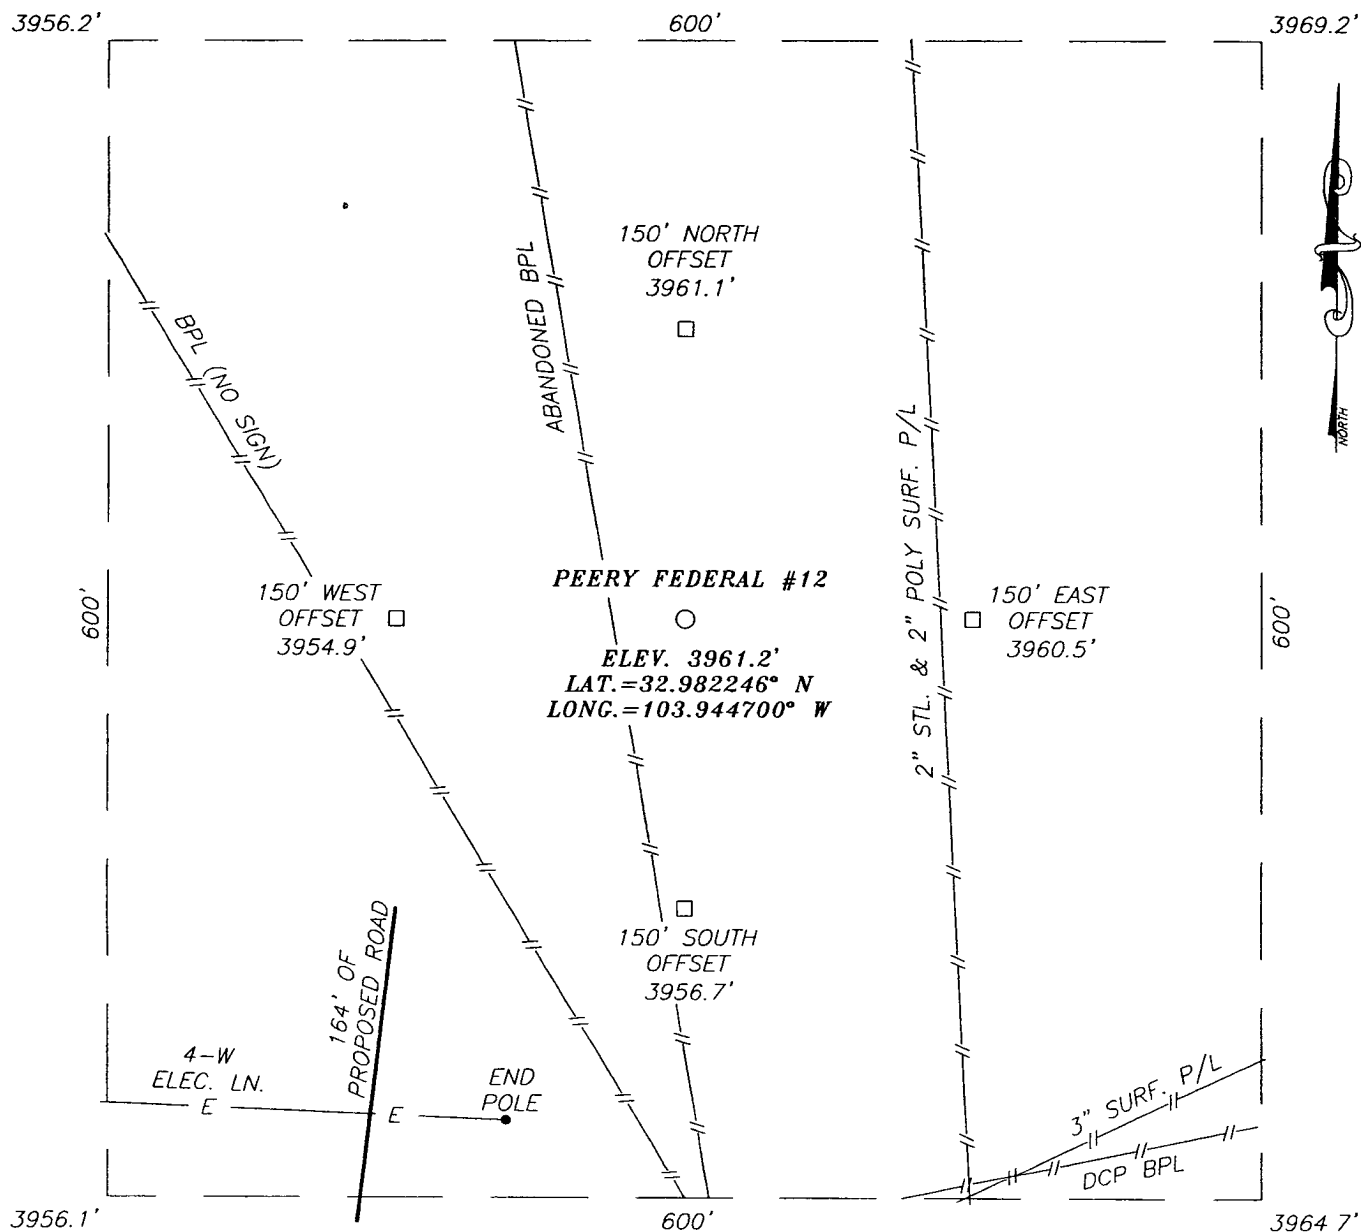 3956.2'
600'
3969.2'
NORTH
150' NORTH
OFFSET
3961.1'
ABANDONED BPL
BPL (NO SIGN)
2" STL. & 2" POLY SURF. P/L
600'
150' WEST
OFFSET
3954.9'
PEERY FEDERAL #12
ELEV. 3961.2'
LAT.=32.982246° N
LONG.=103.944700° W
150' EAST
OFFSET
3960.5'
600'
150' SOUTH
OFFSET
3956.7'
164' OF
PROPOSED ROAD
4-W
ELEC. LN.
E
E
END
POLE
3" SURF. P/L
DCP BPL
3956.1'
600'
3964.7'